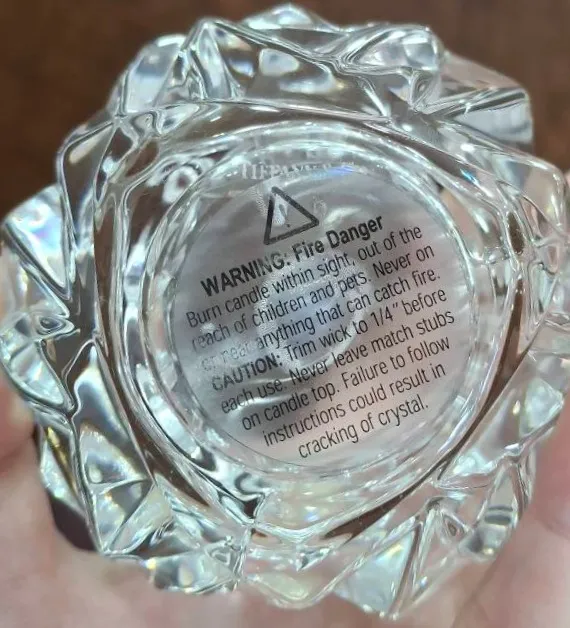 TIFFANY & Co
WARNING: Fire Danger
Burn candle within sight, out of the
reach of children and pets. Never on
or near anything that can catch fire.
CAUTION: Trim wick to 1/4" before
each use. Never leave match stubs
on candle top. Failure to follow
instructions could result in
cracking of crystal.